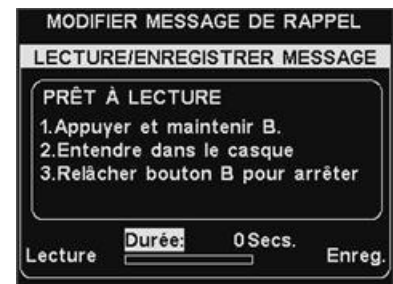 MODIFIER MESSAGE DE RAPPEL
LECTURE/ENREGISTRER MESSAGE
PRÊT À LECTURE
1.Appuyer et maintenir B.
2.Entendre dans le casque
3.Relâcher bouton B pour arrêter
Durée: 0 Secs.
Lecture Enreg.